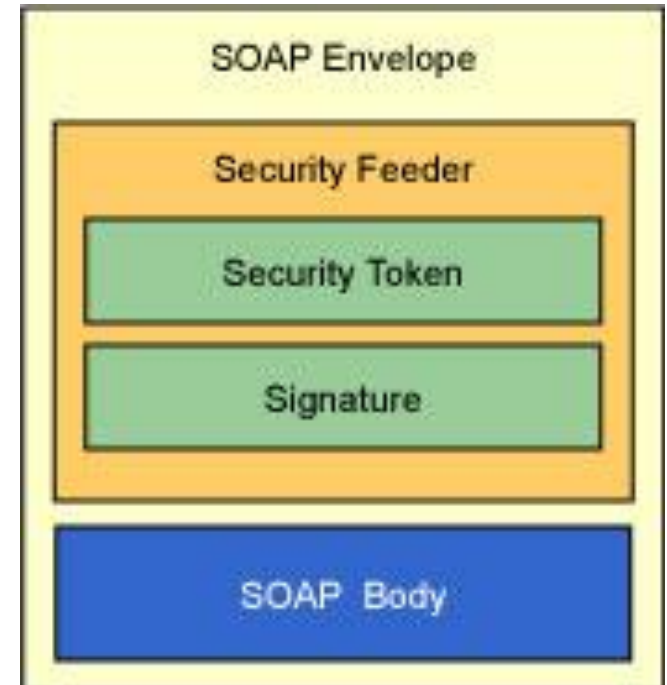 SOAP Envelope
Security Feeder
Security Token
Signature
SOAP Body